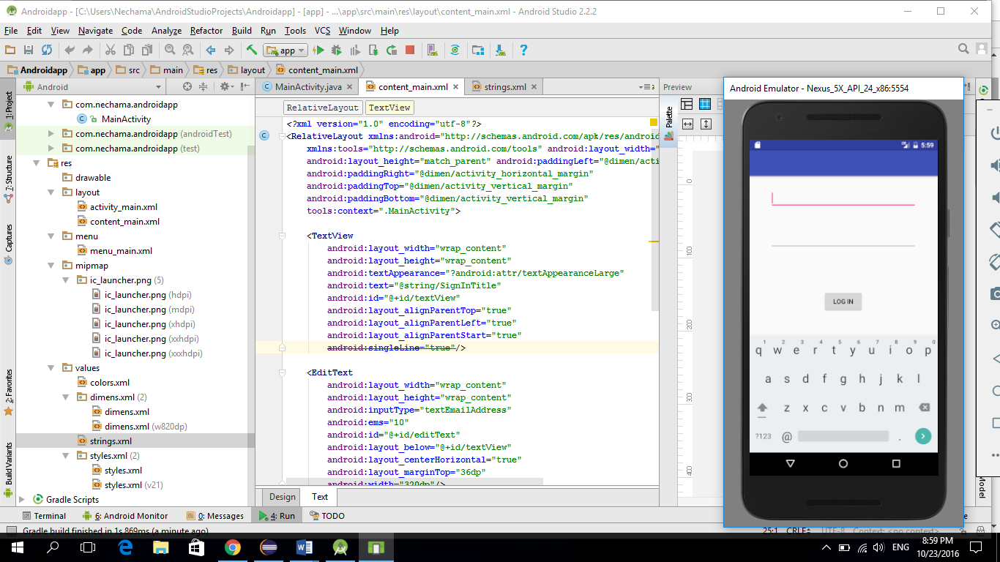 Androidapp - [C:\Users\Nechama\AndroidStudioProjects\Androidapp] - [app] - ...\app\src\main\res\layout\content_main.xml - Android Studio 2.2.2
File Edit View Navigate Code Analyze Refactor Build Run Tools VCS Window Help
app
Androidapp app src main res layout content_main.xml
Android
MainActivity.java content_main.xml strings.xml
Preview
1: Project
7: Structure
Captures
2: Favorites
Build Variants
com.nechama.androidapp
MainActivity
com.nechama.androidapp (androidTest)
com.nechama.androidapp (test)
res
drawable
layout
activity_main.xml
content_main.xml
menu
menu_main.xml
mipmap
ic_launcher.png (5)
ic_launcher.png (hdpi)
ic_launcher.png (mdpi)
ic_launcher.png (xhdpi)
ic_launcher.png (xxhdpi)
ic_launcher.png (xxxhdpi)
values
colors.xml
dimens.xml (2)
dimens.xml
dimens.xml (w820dp)
strings.xml
styles.xml (2)
styles.xml
styles.xml (v21)
Gradle Scripts
RelativeLayout TextView
<?xml version="1.0" encoding="utf-8"?>
<RelativeLayout xmlns:android="http://schemas.android.com/apk/res/android
xmlns:tools="http://schemas.android.com/tools" android:layout_width="
android:layout_height="match_parent" android:paddingLeft="@dimen/acti
android:paddingRight="@dimen/activity_horizontal_margin"
android:paddingTop="@dimen/activity_vertical_margin"
android:paddingBottom="@dimen/activity_vertical_margin"
tools:context=".MainActivity">
<TextView
android:layout_width="wrap_content"
android:layout_height="wrap_content"
android:textAppearance="?android:attr/textAppearanceLarge"
android:text="@string/SignInTitle"
android:id="@+id/textView"
android:layout_alignParentTop="true"
android:layout_alignParentLeft="true"
android:layout_alignParentStart="true"
android:singleLine="true"/>
<EditText
android:layout_width="wrap_content"
android:layout_height="wrap_content"
android:inputType="textEmailAddress"
android:ems="10"
android:id="@+id/editText"
android:layout_below="@+id/textView"
android:layout_centerHorizontal="true"
android:layout_marginTop="36dp"
android:width="320dp"/>
Design Text
Palette
0
100
200
300
400
Android Emulator - Nexus_5X_API_24_x86:5554
5:59
LOG IN
1 2 3 4 5 6 7 8 9 0
q w e r t y u i o p
a s d f g h j k l
z x c v b n m
?123 @ .
Model
Terminal 6: Android Monitor 0: Messages 4: Run TODO
Gradle build finished in 1s 869ms (a minute ago)
25:1 CRLF UTF-8 Context: <no context>
ENG
8:59 PM
10/23/2016